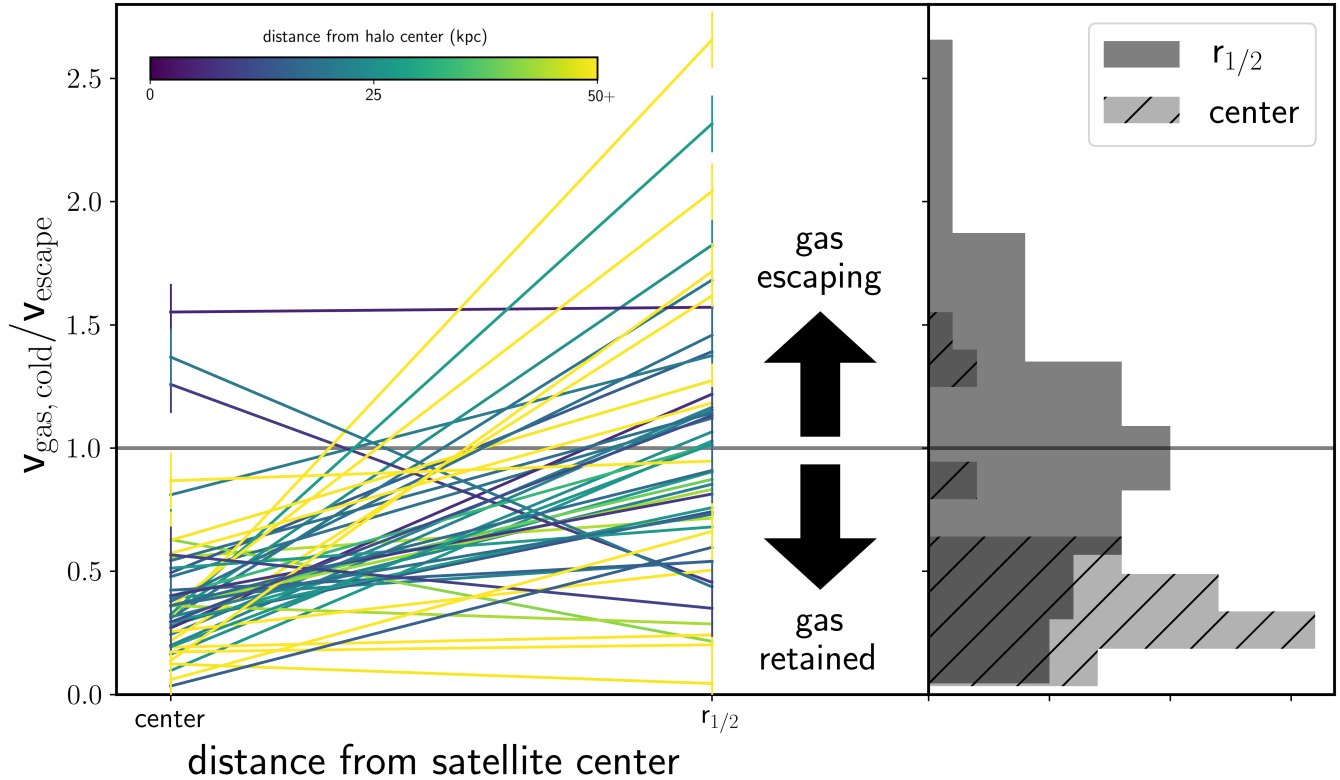 distance from halo center (kpc)
0 25 50+
2.5
2.0
1.5
1.0
0.5
0.0
v_gas, cold/v_escape
center r_1/2
distance from satellite center
gas
escaping
gas
retained
r_1/2
center